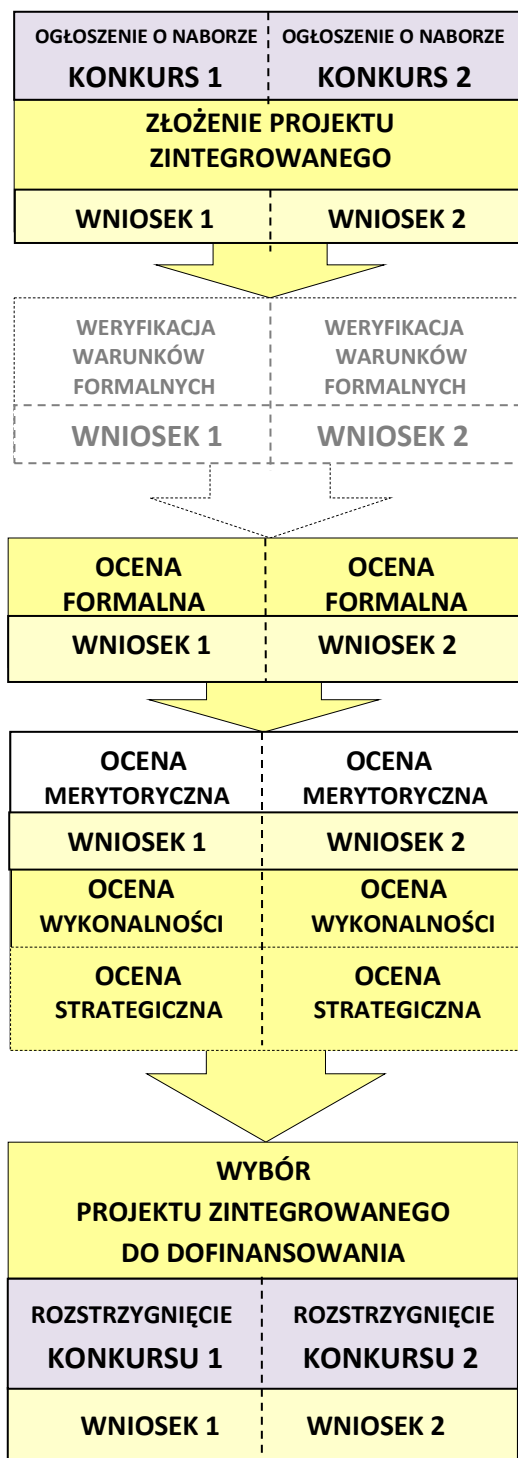 OGŁOSZENIE O NABORZE OGŁOSZENIE O NABORZE
KONKURS 1 KONKURS 2
ZŁOŻENIE PROJEKTU
ZINTEGROWANEGO
WNIOSEK 1 WNIOSEK 2
WERYFIKACJA WERYFIKACJA
WARUNKÓW WARUNKÓW
FORMALNYCH FORMALNYCH
WNIOSEK 1 WNIOSEK 2
OCENA OCENA
FORMALNA FORMALNA
WNIOSEK 1 WNIOSEK 2
OCENA OCENA
MERYTORYCZNA MERYTORYCZNA
WNIOSEK 1 WNIOSEK 2
OCENA OCENA
WYKONALNOŚCI WYKONALNOŚCI
OCENA OCENA
STRATEGICZNA STRATEGICZNA
WYBÓR
PROJEKTU ZINTEGROWANEGO
DO DOFINANSOWANIA
ROZSTRZYGNIĘCIE ROZSTRZYGNIĘCIE
KONKURSU 1 KONKURSU 2
WNIOSEK 1 WNIOSEK 2